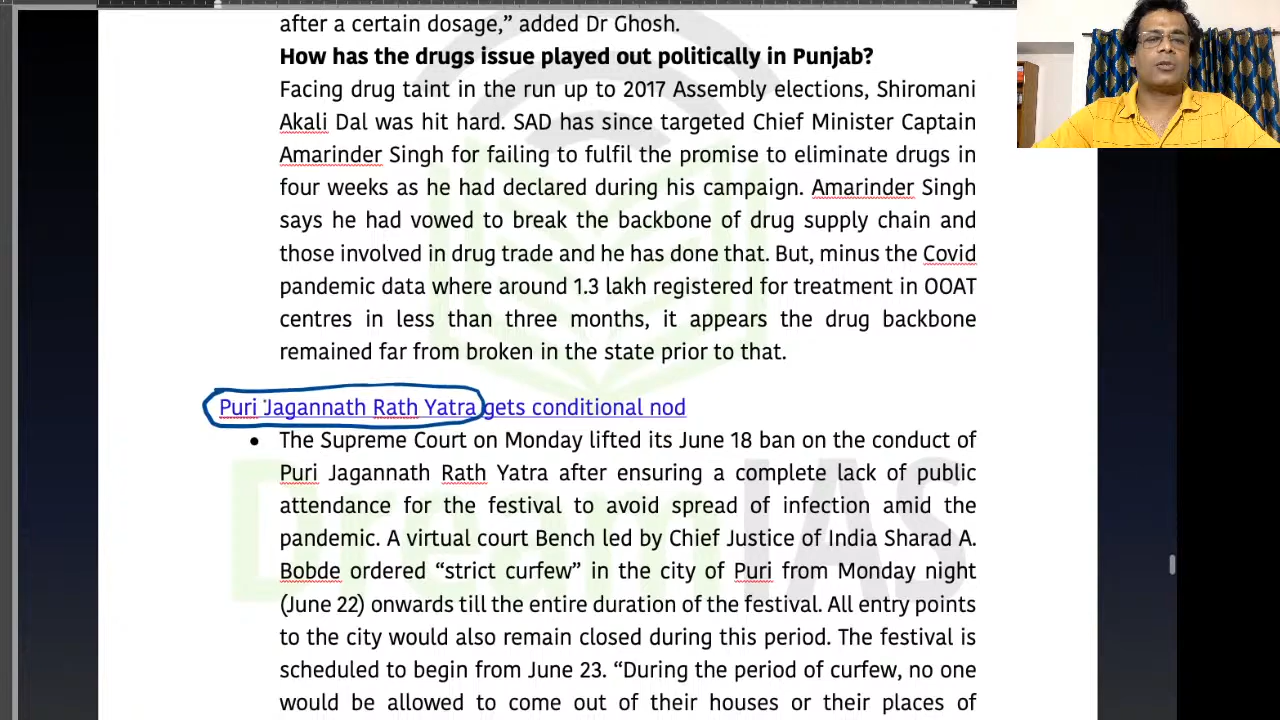 after a certain dosage,” added Dr Ghosh.
How has the drugs issue played out politically in Punjab?
Facing drug taint in the run up to 2017 Assembly elections, Shiromani
Akali Dal was hit hard. SAD has since targeted Chief Minister Captain
Amarinder Singh for failing to fulfil the promise to eliminate drugs in
four weeks as he had declared during his campaign. Amarinder Singh
says he had vowed to break the backbone of drug supply chain and
those involved in drug trade and he has done that. But, minus the Covid
pandemic data where around 1.3 lakh registered for treatment in OOAT
centres in less than three months, it appears the drug backbone
remained far from broken in the state prior to that.
Puri Jagannath Rath Yatra gets conditional nod
• The Supreme Court on Monday lifted its June 18 ban on the conduct of
Puri Jagannath Rath Yatra after ensuring a complete lack of public
attendance for the festival to avoid spread of infection amid the
pandemic. A virtual court Bench led by Chief Justice of India Sharad A.
Bobde ordered “strict curfew” in the city of Puri from Monday night
(June 22) onwards till the entire duration of the festival. All entry points
to the city would also remain closed during this period. The festival is
scheduled to begin from June 23. “During the period of curfew, no one
would be allowed to come out of their houses or their places of
DreamIAS